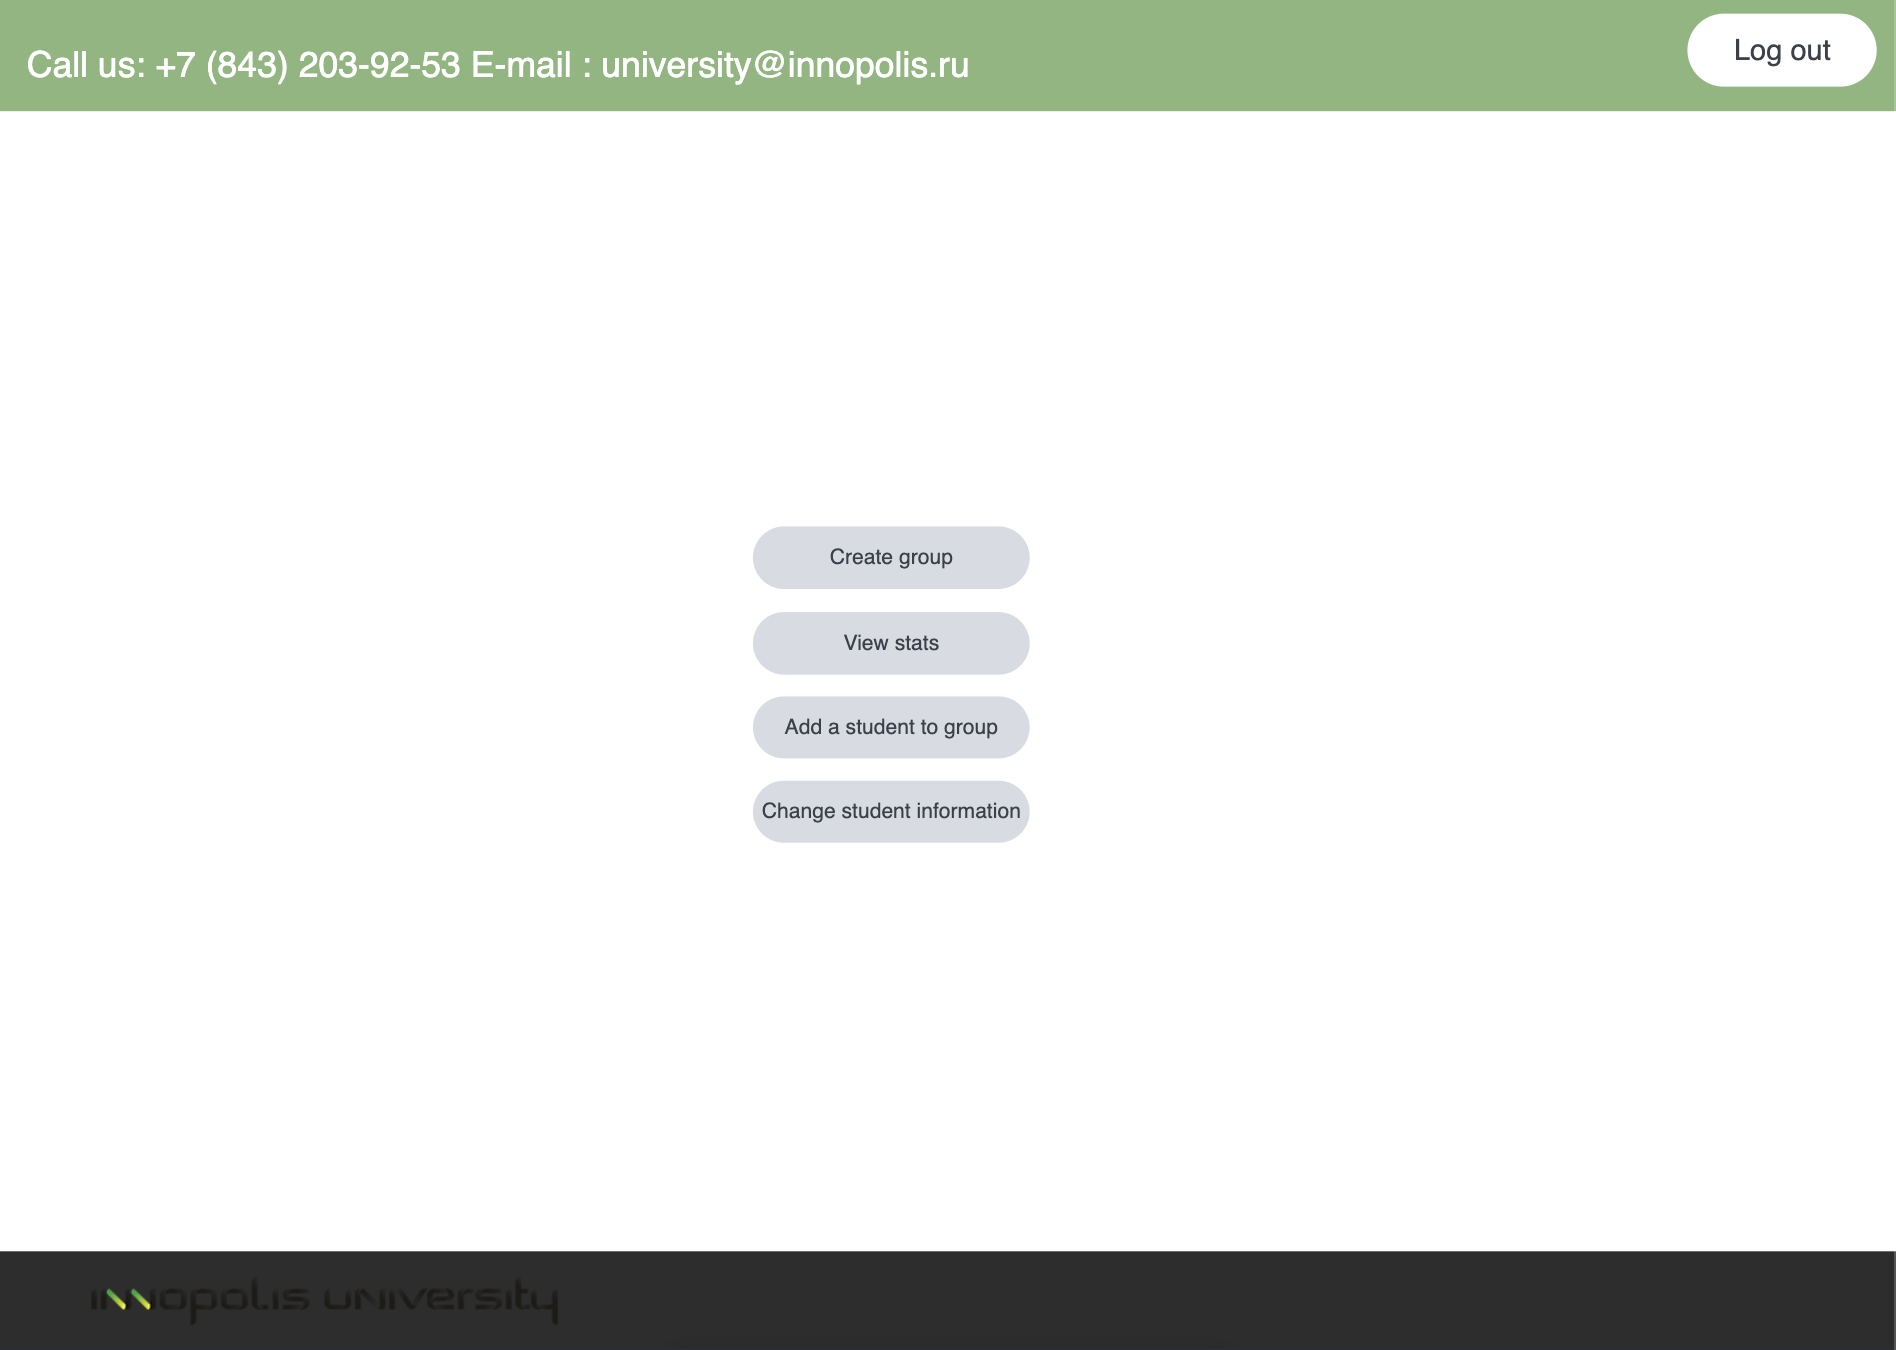 Call us: +7 (843) 203-92-53 E-mail : university@innopolis.ru
Log out
Create group
View stats
Add a student to group
Change student information
innopolis university